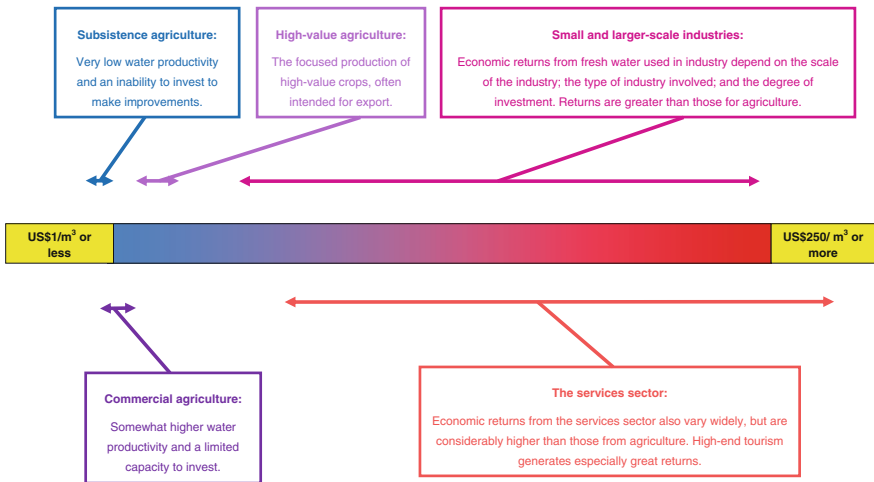 Subsistence agriculture:
Very low water productivity
and an inability to invest to
make improvements.
High-value agriculture:
The focused production of
high-value crops, often
intended for export.
Small and larger-scale industries:
Economic returns from fresh water used in industry depend on the scale
of the industry; the type of industry involved; and the degree of
investment. Returns are greater than those for agriculture.
US$1/m³ or
less
US$250/ m³ or
more
Commercial agriculture:
Somewhat higher water
productivity and a limited
capacity to invest.
The services sector:
Economic returns from the services sector also vary widely, but are
considerably higher than those from agriculture. High-end tourism
generates especially great returns.